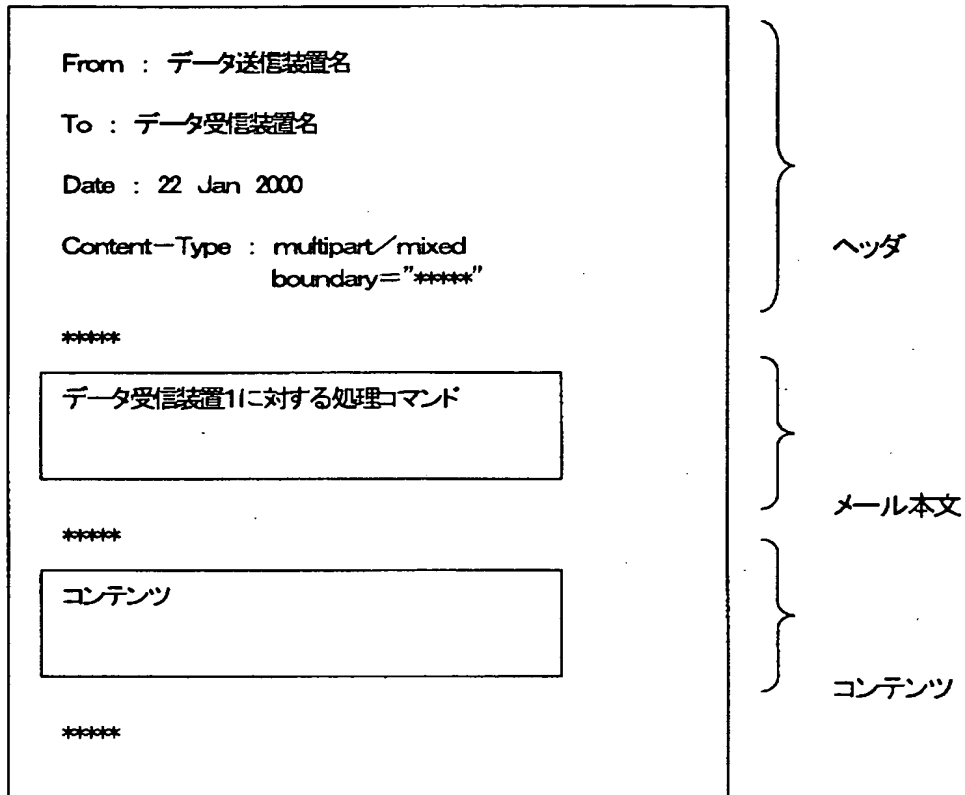 From : データ送信装置名
To : データ受信装置名
Date : 22 Jan 2000
Content-Type : multipart/mixed
boundary="*****"
ヘッダ
*****
データ受信装置1に対する処理コマンド
メール本文
*****
コンテンツ
コンテンツ
*****